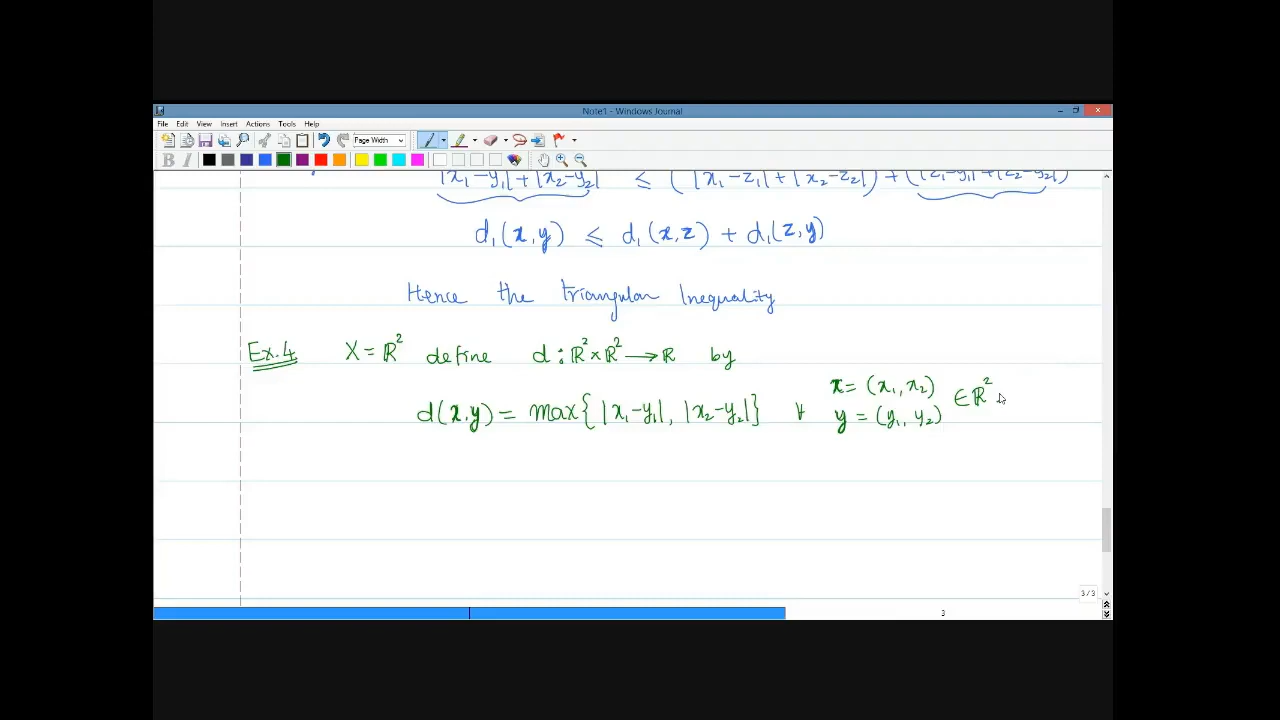 Note1 - Windows Journal
File Edit View Insert Actions Tools Help
Page Width
B I
|x₁-y₁| + |x₂-y₂| ≤ ( |x₁-z₁| + |x₂-z₂| ) + ( |z₁-y₁| + |z₂-y₂| )
d₁(x,y) ≤ d₁(x,z) + d₁(z,y)
Hence the Triangular Inequality
Ex.4 X = ℝ² define d : ℝ² × ℝ² ⟶ ℝ by
x = (x₁, x₂)
d(x,y) = max{ |x₁-y₁| , |x₂-y₂| } ∀ y = (y₁, y₂) ∈ ℝ²
3 / 3
3